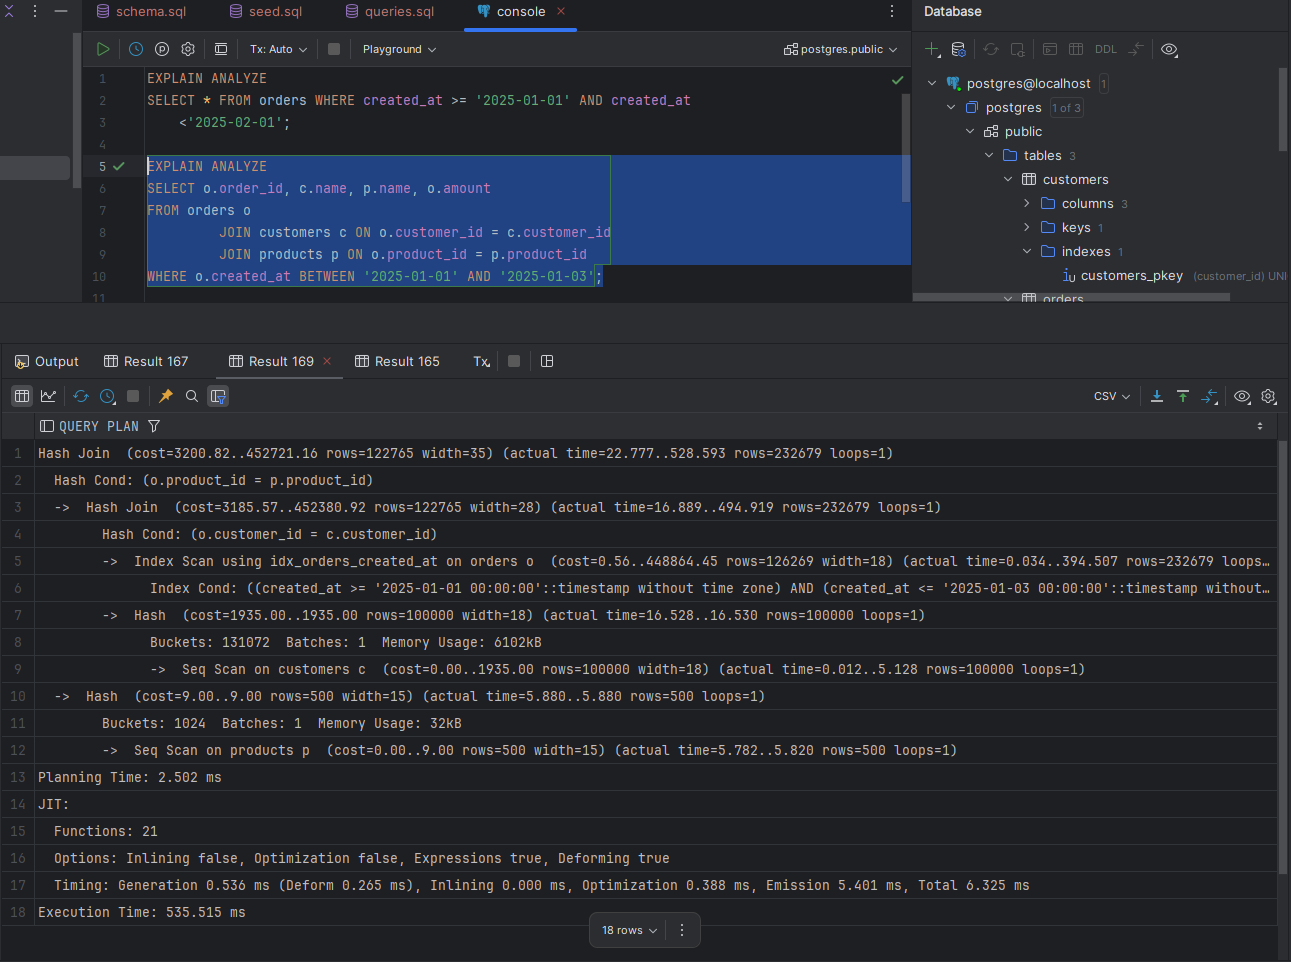 schema.sql
seed.sql
queries.sql
console
Database
Tx: Auto
Playground
postgres.public
DDL
1 EXPLAIN ANALYZE
2 SELECT * FROM orders WHERE created_at >= '2025-01-01' AND created_at
3 <'2025-02-01';
4
5 EXPLAIN ANALYZE
6 SELECT o.order_id, c.name, p.name, o.amount
7 FROM orders o
8 JOIN customers c ON o.customer_id = c.customer_id
9 JOIN products p ON o.product_id = p.product_id
10 WHERE o.created_at BETWEEN '2025-01-01' AND '2025-01-03';
11
postgres@localhost 1
postgres 1 of 3
public
tables 3
customers
columns 3
keys 1
indexes 1
customers_pkey (customer_id) UNI
orders
Output
Result 167
Result 169
Result 165
Tx
CSV
QUERY PLAN
1 Hash Join (cost=3200.82..452721.16 rows=122765 width=35) (actual time=22.777..528.593 rows=232679 loops=1)
2 Hash Cond: (o.product_id = p.product_id)
3 -> Hash Join (cost=3185.57..452380.92 rows=122765 width=28) (actual time=16.889..494.919 rows=232679 loops=1)
4 Hash Cond: (o.customer_id = c.customer_id)
5 -> Index Scan using idx_orders_created_at on orders o (cost=0.56..448864.45 rows=126269 width=18) (actual time=0.034..394.507 rows=232679 loops…
6 Index Cond: ((created_at >= '2025-01-01 00:00:00'::timestamp without time zone) AND (created_at <= '2025-01-03 00:00:00'::timestamp without…
7 -> Hash (cost=1935.00..1935.00 rows=100000 width=18) (actual time=16.528..16.530 rows=100000 loops=1)
8 Buckets: 131072 Batches: 1 Memory Usage: 6102kB
9 -> Seq Scan on customers c (cost=0.00..1935.00 rows=100000 width=18) (actual time=0.012..5.128 rows=100000 loops=1)
10 -> Hash (cost=9.00..9.00 rows=500 width=15) (actual time=5.880..5.880 rows=500 loops=1)
11 Buckets: 1024 Batches: 1 Memory Usage: 32kB
12 -> Seq Scan on products p (cost=0.00..9.00 rows=500 width=15) (actual time=5.782..5.820 rows=500 loops=1)
13 Planning Time: 2.502 ms
14 JIT:
15 Functions: 21
16 Options: Inlining false, Optimization false, Expressions true, Deforming true
17 Timing: Generation 0.536 ms (Deform 0.265 ms), Inlining 0.000 ms, Optimization 0.388 ms, Emission 5.401 ms, Total 6.325 ms
18 Execution Time: 535.515 ms
18 rows